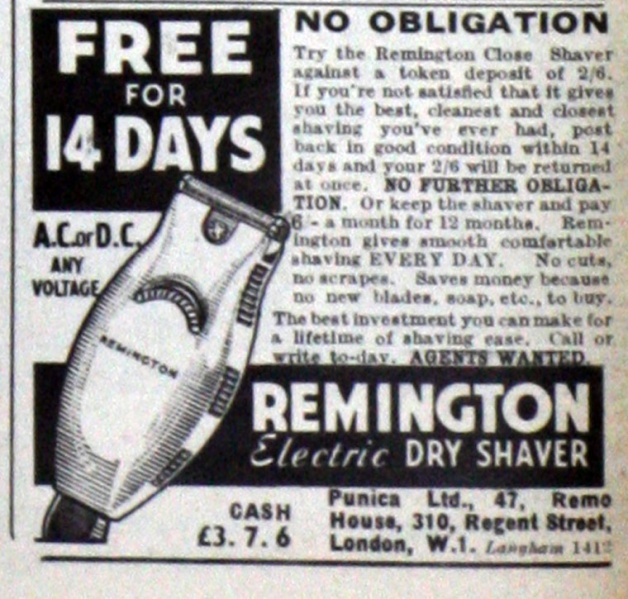 FREE
FOR
14 DAYS
A.C. or D.C.
ANY
VOLTAGE
REMINGTON
NO OBLIGATION
Try the Remington Close Shaver
against a token deposit of 2/6.
If you're not satisfied that it gives
you the best, cleanest and closest
shaving you've ever had, post
back in good condition within 14
days and your 2/6 will be returned
at once. NO FURTHER OBLIGA-
TION. Or keep the shaver and pay
6/- a month for 12 months. Rem-
ington gives smooth comfortable
shaving EVERY DAY. No cuts,
no scrapes. Saves money because
no new blades, soap, etc., to buy.
The best investment you can make for
a lifetime of shaving ease. Call or
write to-day. AGENTS WANTED.
REMINGTON
Electric DRY SHAVER
CASH
£3. 7. 6
Punica Ltd., 47, Remo
House, 310, Regent Street,
London, W.1. Langham 1412